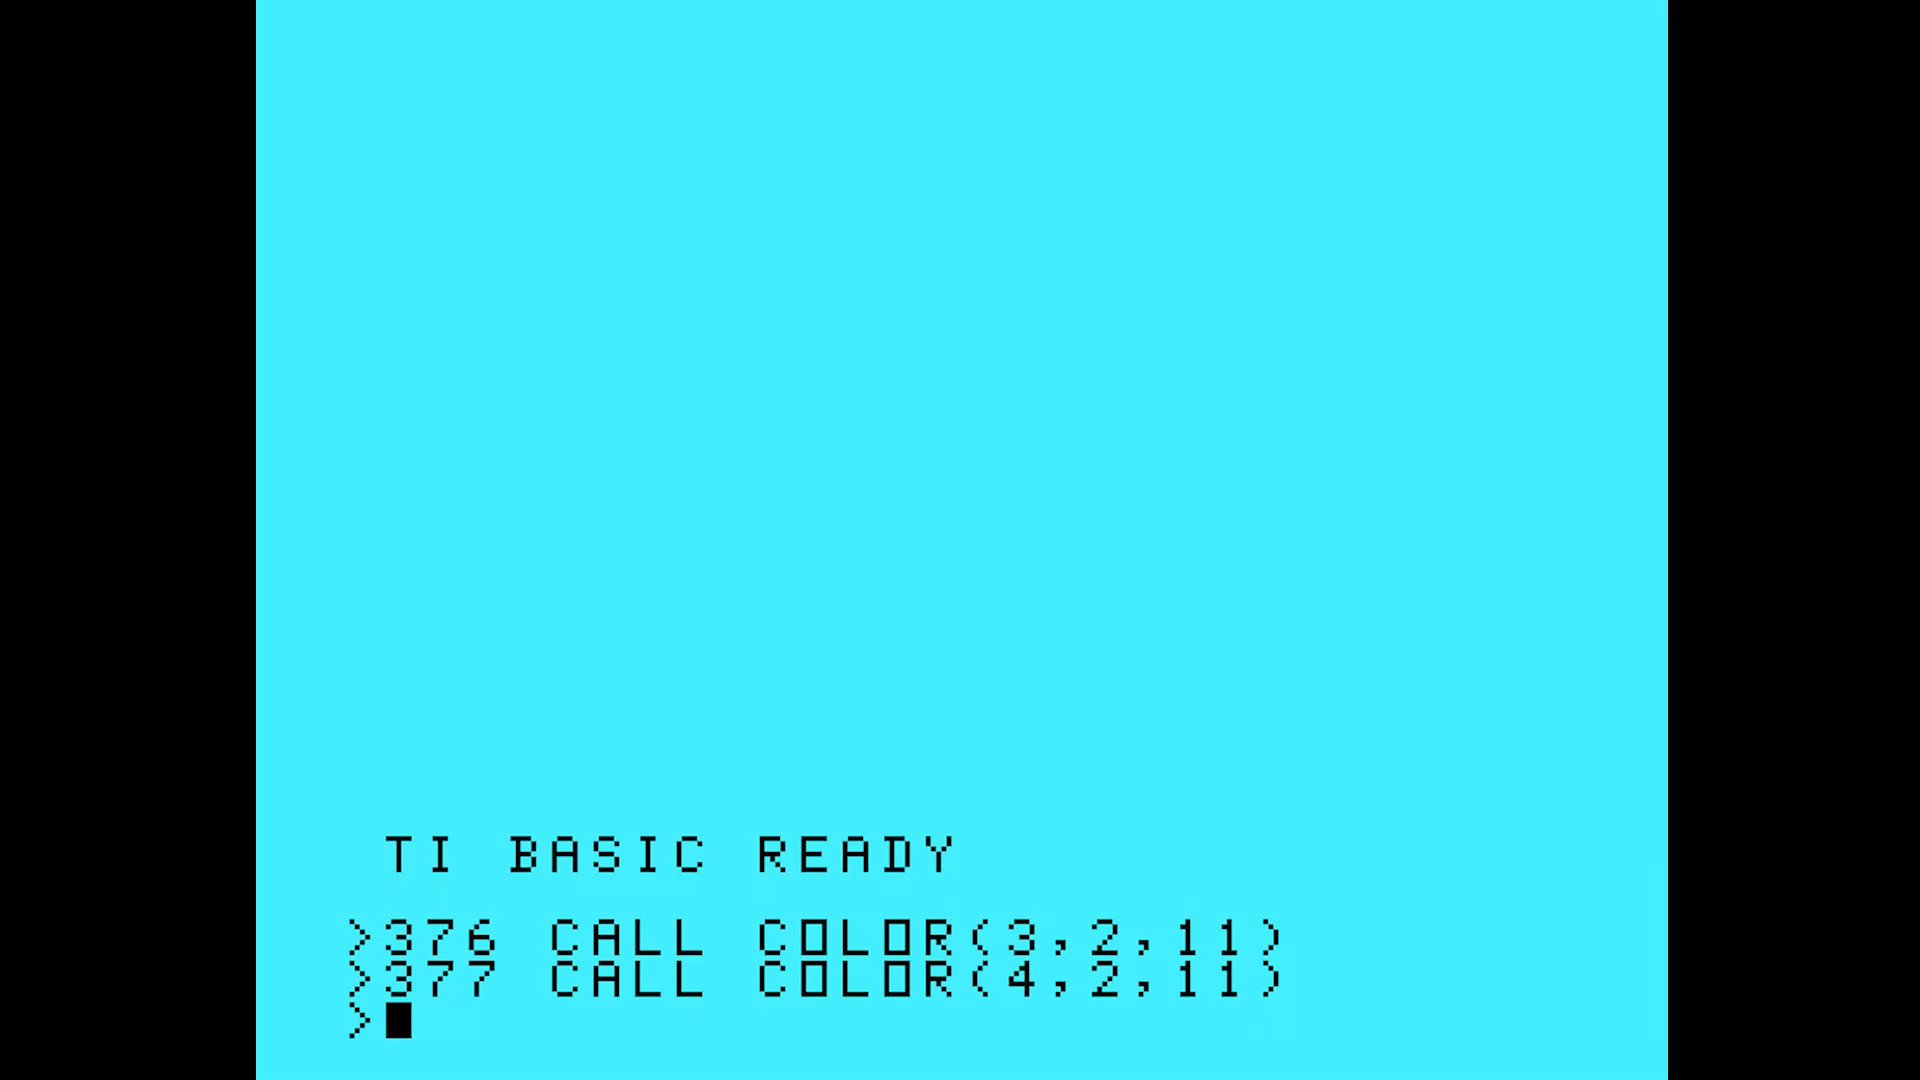 TI BASIC READY
>376 CALL COLOR(3,2,11)
>377 CALL COLOR(4,2,11)
>